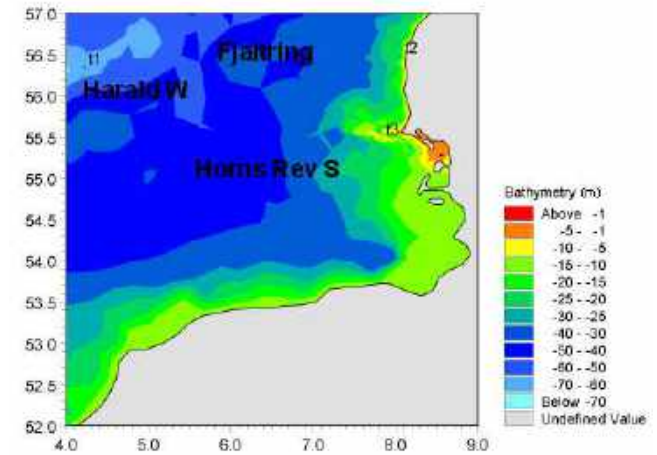 57.0
56.5
56.0
55.5
55.0
54.5
54.0
53.5
53.0
52.5
52.0
4.0 5.0 6.0 7.0 8.0 9.0
Fjaltring
t1
t2
Harald W
t3
Horns Rev S
Bathymetry (m)
Above -1
-5 - -1
-10 - -5
-15 - -10
-20 - -15
-25 - -20
-30 - -25
-40 - -30
-50 - -40
-60 - -50
-70 - -60
Below -70
Undefined Value